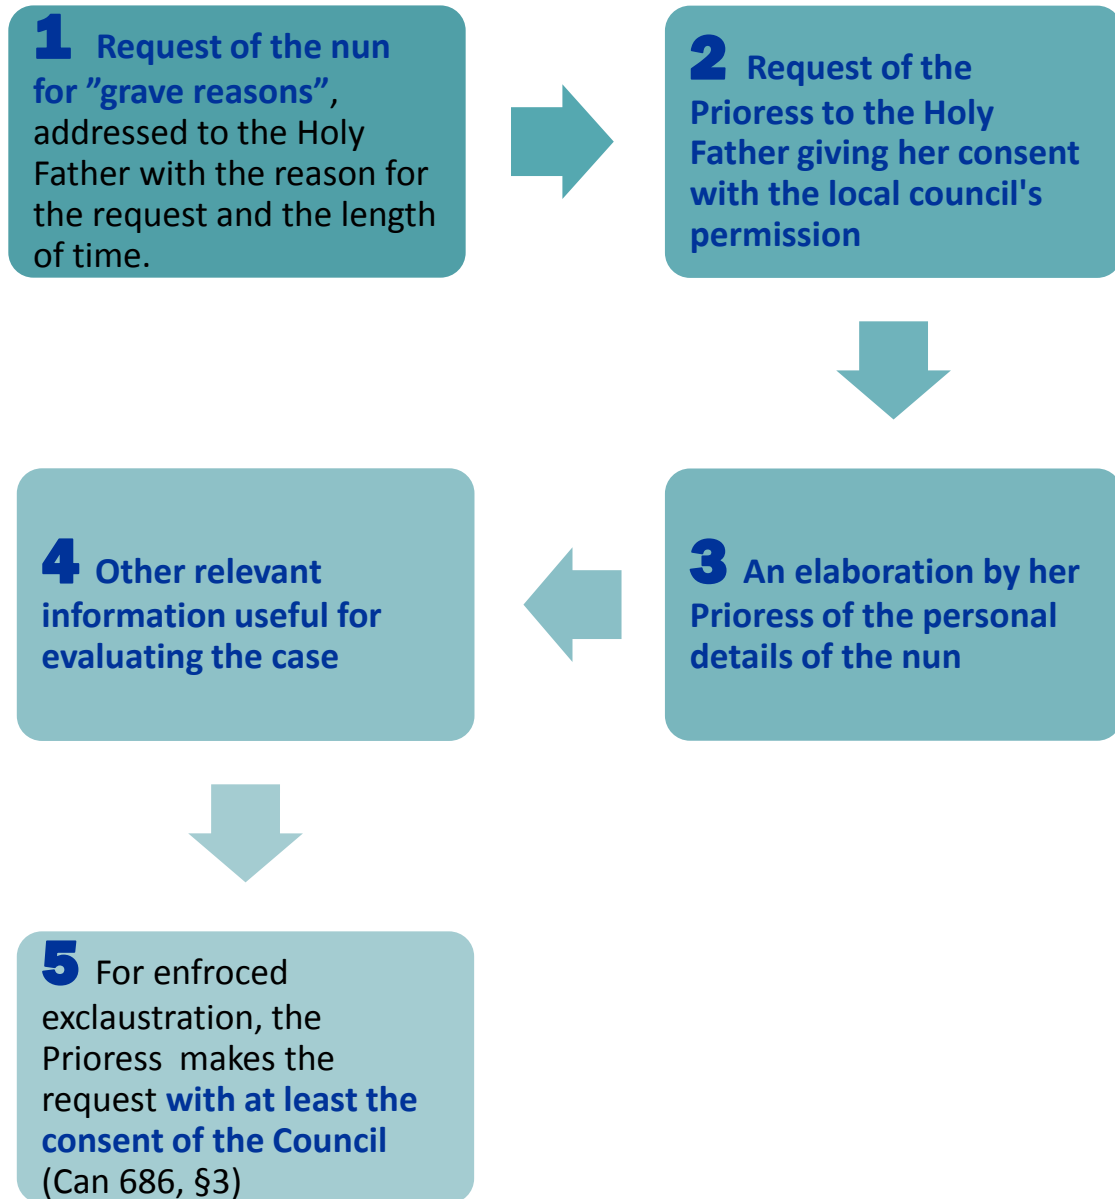 1 Request of the nun
for ”grave reasons”,
addressed to the Holy
Father with the reason for
the request and the length
of time.
2 Request of the
Prioress to the Holy
Father giving her consent
with the local council's
permission
3 An elaboration by her
Prioress of the personal
details of the nun
4 Other relevant
information useful for
evaluating the case
5 For enfroced
exclaustration, the
Prioress makes the
request with at least the
consent of the Council
(Can 686, §3)